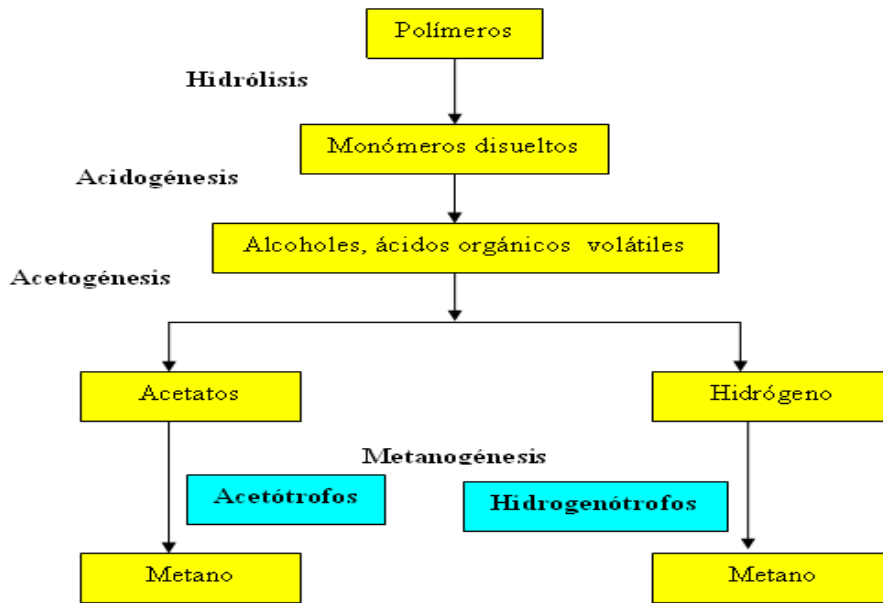 Polímeros
Hidrólisis
Monómeros disueltos
Acidogénesis
Alcoholes, ácidos orgánicos volátiles
Acetogénesis
Acetatos
Hidrógeno
Metanogénesis
Acetótrofos
Hidrogenótrofos
Metano
Metano